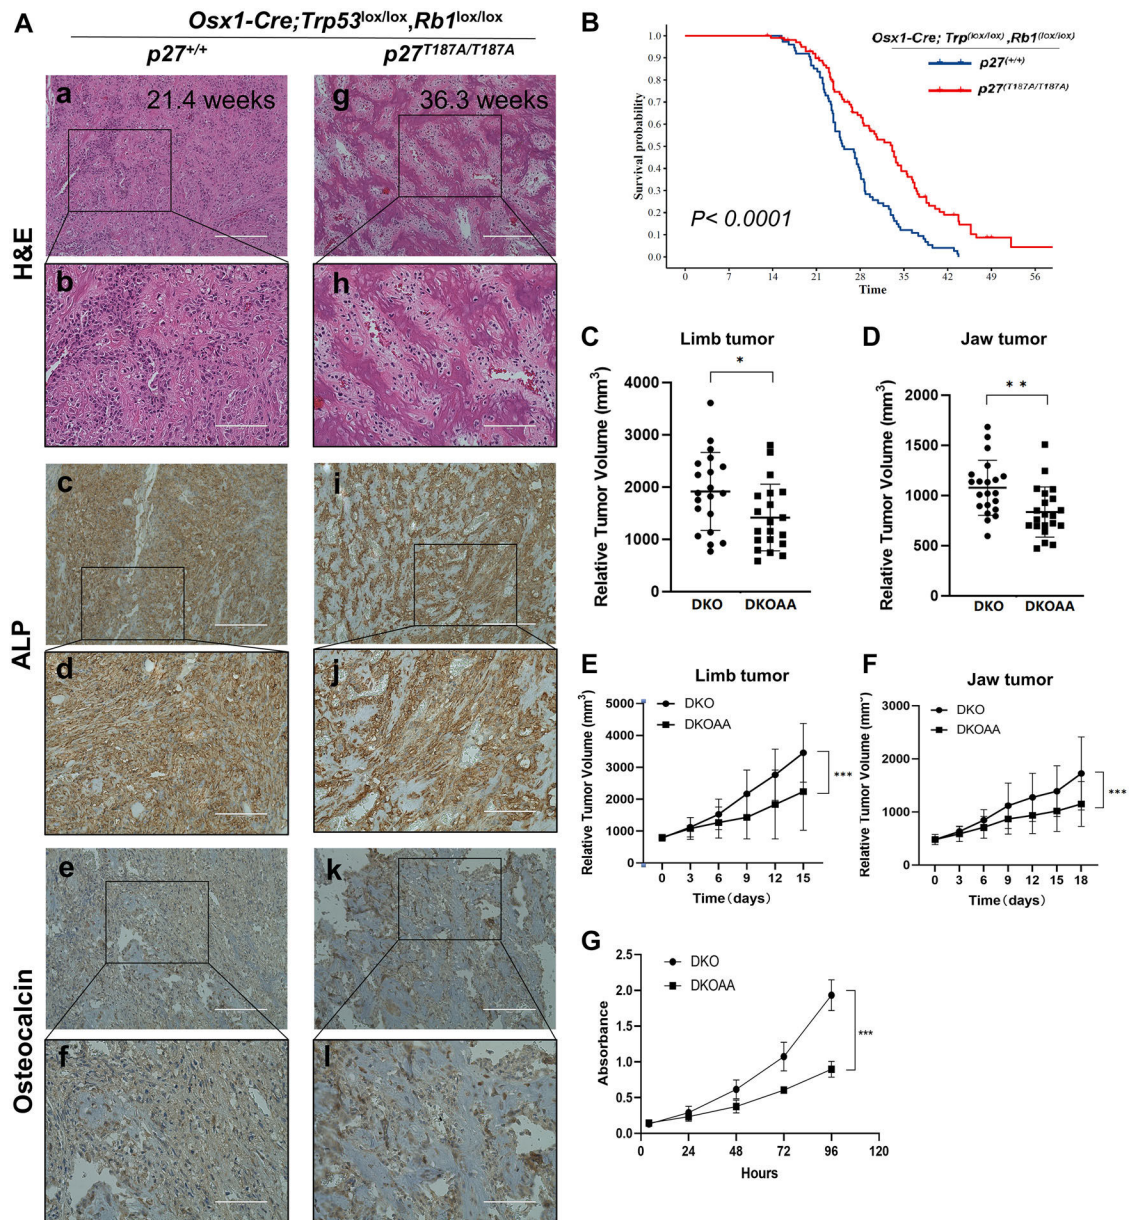 A
Osx1-Cre;Trp53lox/lox,Rb1lox/lox
p27+/+
p27T187A/T187A
H&E
a
21.4 weeks
g
36.3 weeks
b
h
ALP
c
i
d
j
Osteocalcin
e
k
f
l
B
Osx1-Cre; Trp(lox/lox) ,Rb1(lox/lox)
p27(+/+)
p27(T187A/T187A)
Survival probability
1.0
0.9
0.8
0.7
0.6
0.5
0.4
0.3
0.2
0.1
0.0
P< 0.0001
0 7 14 21 28 35 42 49 56
Time
C
Limb tumor
*
Relative Tumor Volume (mm3)
4000
3000
2000
1000
0
DKO DKOAA
D
Jaw tumor
**
Relative Tumor Volume (mm3)
2000
1500
1000
500
0
DKO DKOAA
E
Limb tumor
DKO
DKOAA
Relative Tumor Volume (mm3)
5000
4000
3000
2000
1000
0
***
0 3 6 9 12 15
Time(days)
F
Jaw tumor
DKO
DKOAA
Relative Tumor Volume (mm3)
3000
2000
1000
0
***
0 3 6 9 12 15 18
Time(days)
G
DKO
DKOAA
Absorbance
2.5
2.0
1.5
1.0
0.5
0.0
***
0 24 48 72 96 120
Hours